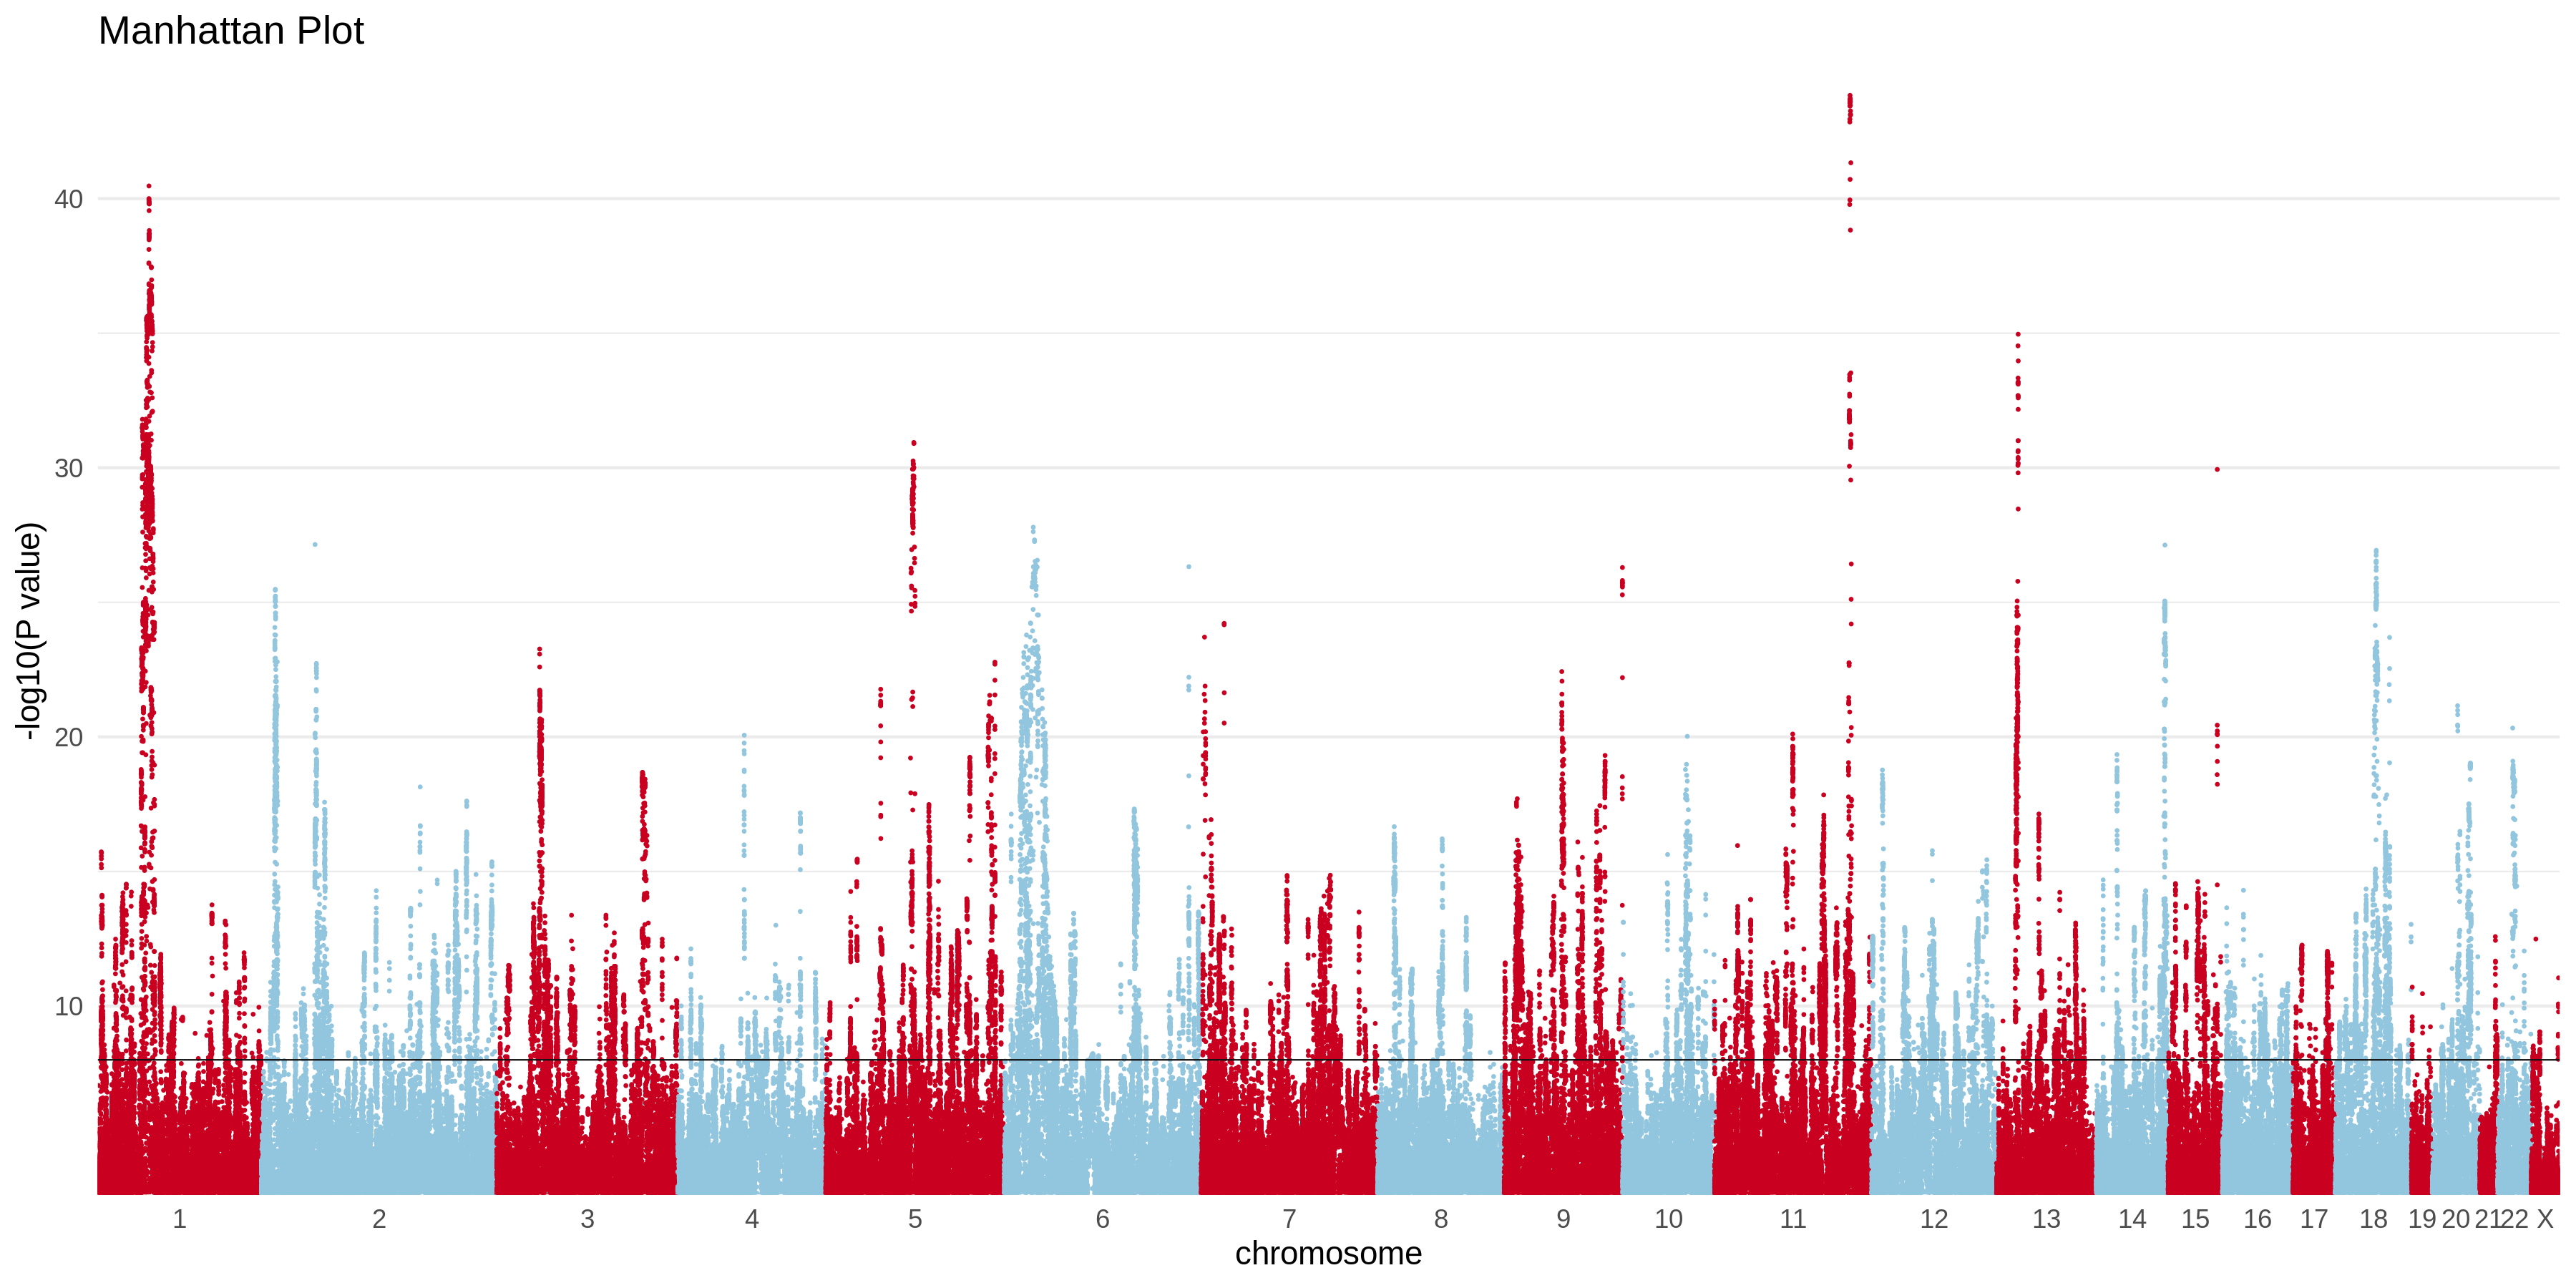 Manhattan Plot
-log10(P value)
40
30
20
10
1 2 3 4 5 6 7 8 9 10 11 12 13 14 15 16 17 18 19 20 21 22 X
chromosome